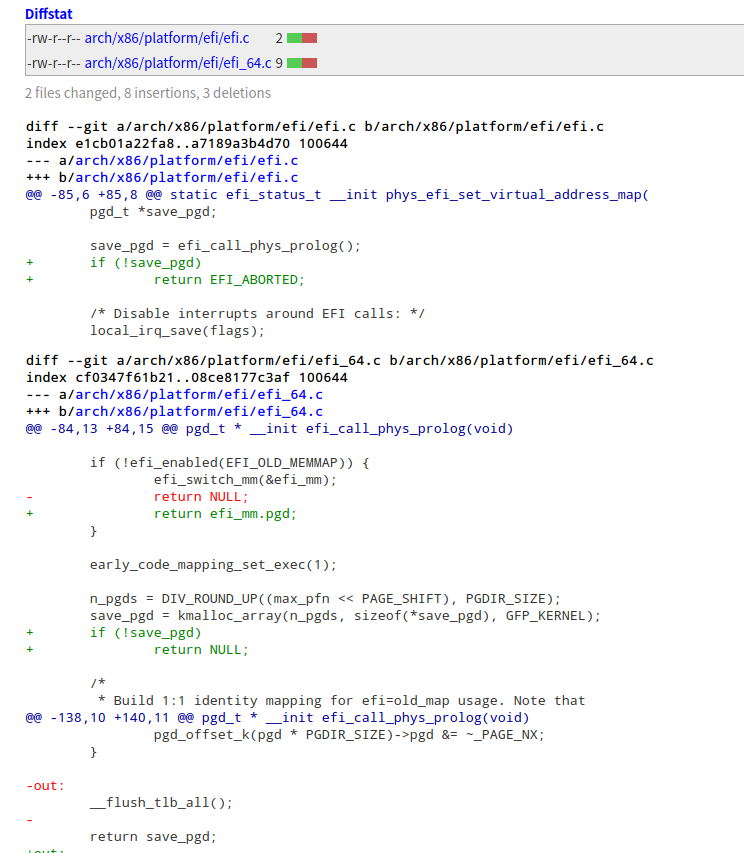 Diffstat
-rw-r--r-- arch/x86/platform/efi/efi.c 2
-rw-r--r-- arch/x86/platform/efi/efi_64.c 9
2 files changed, 8 insertions, 3 deletions
diff --git a/arch/x86/platform/efi/efi.c b/arch/x86/platform/efi/efi.c
index e1cb01a22fa8..a7189a3b4d70 100644
--- a/arch/x86/platform/efi/efi.c
+++ b/arch/x86/platform/efi/efi.c
@@ -85,6 +85,8 @@ static efi_status_t __init phys_efi_set_virtual_address_map(
        pgd_t *save_pgd;
        save_pgd = efi_call_phys_prolog();
+       if (!save_pgd)
+               return EFI_ABORTED;
        /* Disable interrupts around EFI calls: */
        local_irq_save(flags);
diff --git a/arch/x86/platform/efi/efi_64.c b/arch/x86/platform/efi/efi_64.c
index cf0347f61b21..08ce8177c3af 100644
--- a/arch/x86/platform/efi/efi_64.c
+++ b/arch/x86/platform/efi/efi_64.c
@@ -84,13 +84,15 @@ pgd_t * __init efi_call_phys_prolog(void)
        if (!efi_enabled(EFI_OLD_MEMMAP)) {
                efi_switch_mm(&efi_mm);
-               return NULL;
+               return efi_mm.pgd;
        }
        early_code_mapping_set_exec(1);
        n_pgds = DIV_ROUND_UP((max_pfn << PAGE_SHIFT), PGDIR_SIZE);
        save_pgd = kmalloc_array(n_pgds, sizeof(*save_pgd), GFP_KERNEL);
+       if (!save_pgd)
+               return NULL;
        /*
         * Build 1:1 identity mapping for efi=old_map usage. Note that
@@ -138,10 +140,11 @@ pgd_t * __init efi_call_phys_prolog(void)
                pgd_offset_k(pgd * PGDIR_SIZE)->pgd &= ~_PAGE_NX;
        }
-out:
        __flush_tlb_all();
-
        return save_pgd;
+out: